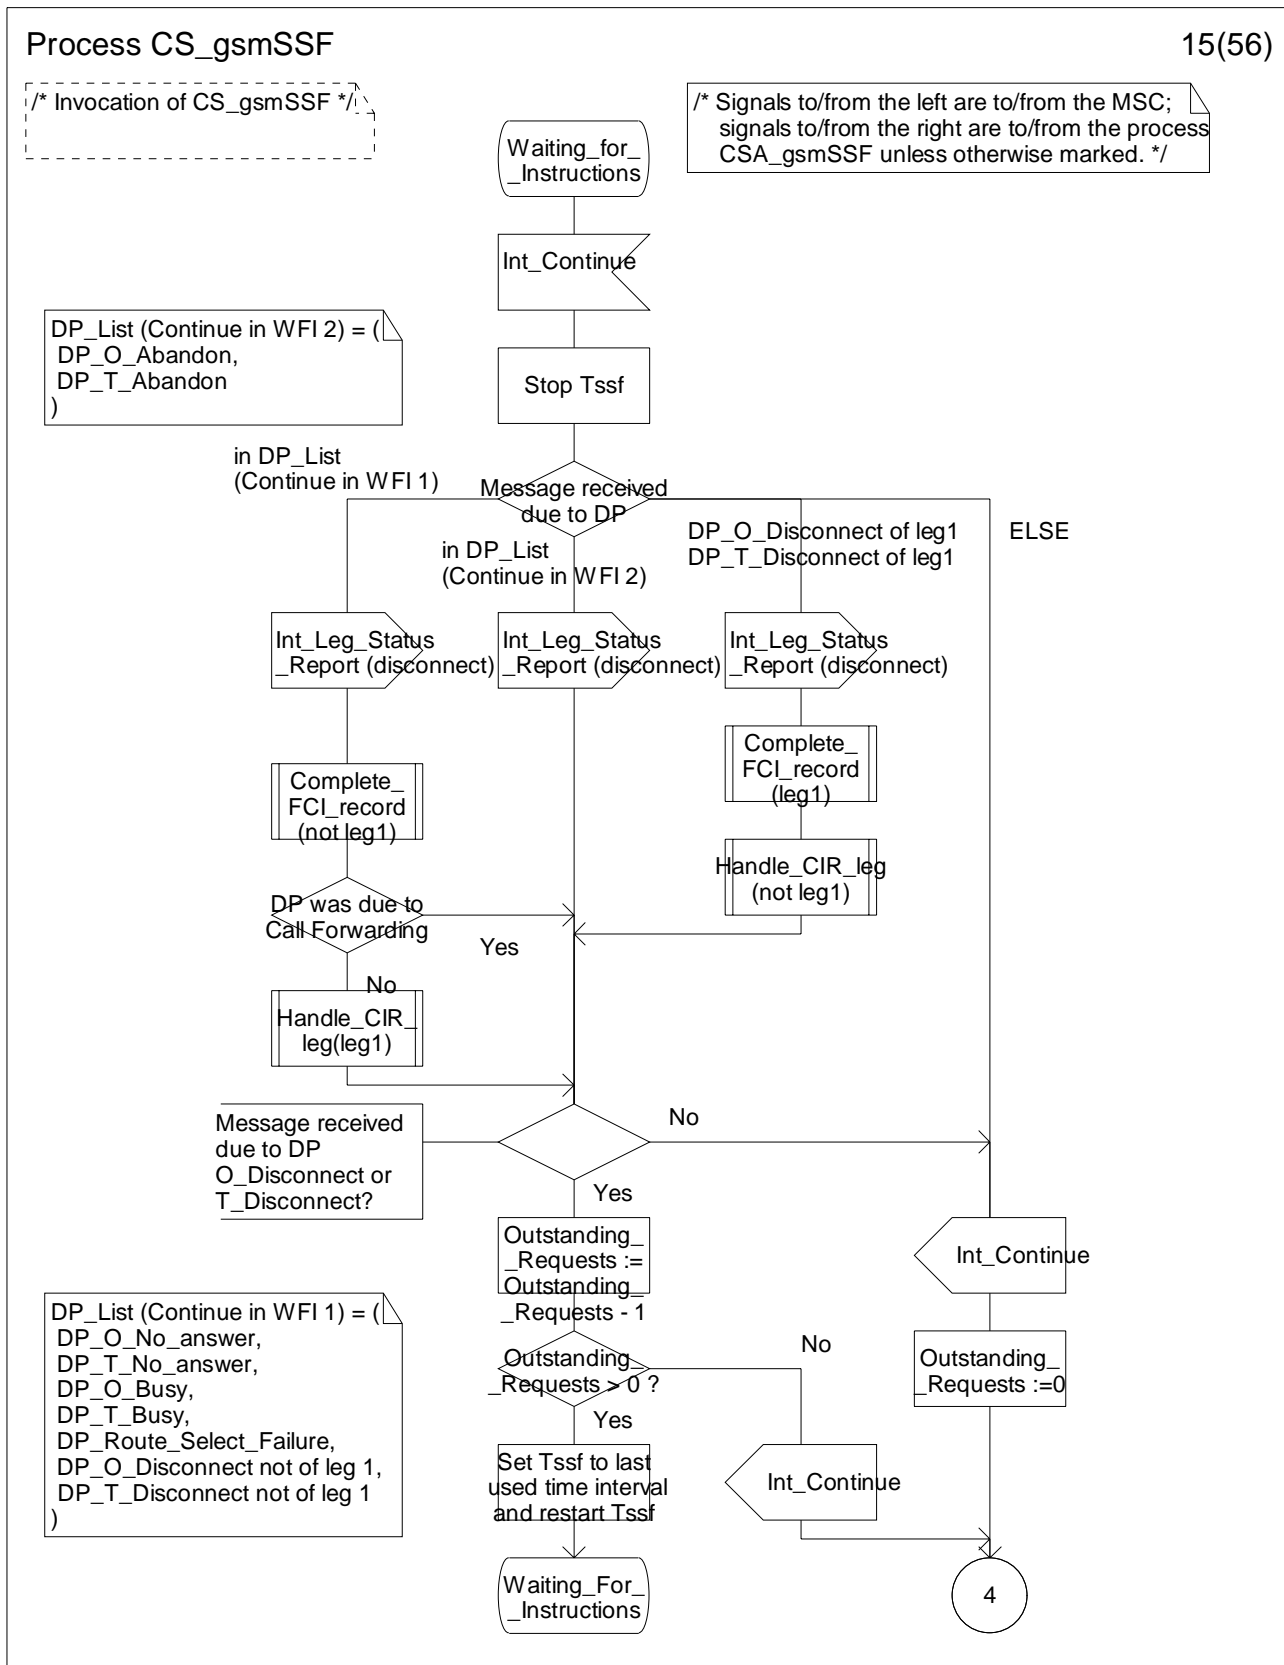 Process CS_gsmSSF
15(56)
/* Invocation of CS_gsmSSF */
/* Signals to/from the left are to/from the MSC;
signals to/from the right are to/from the process
CSA_gsmSSF unless otherwise marked. */
Waiting_for_
_Instructions
Int_Continue
DP_List (Continue in WFI 2) = (
DP_O_Abandon,
DP_T_Abandon
)
Stop Tssf
in DP_List
(Continue in WFI 1)
Message received
due to DP
in DP_List
(Continue in WFI 2)
DP_O_Disconnect of leg1
DP_T_Disconnect of leg1
ELSE
Int_Leg_Status
_Report (disconnect)
Int_Leg_Status
_Report (disconnect)
Int_Leg_Status
_Report (disconnect)
Complete_
FCI_record
(leg1)
Complete_
FCI_record
(not leg1)
Handle_CIR_leg
(not leg1)
DP was due to
Call Forwarding
Yes
No
Handle_CIR_
leg(leg1)
Message received
due to DP
O_Disconnect or
T_Disconnect?
No
Yes
Outstanding_
_Requests :=
Outstanding_
_Requests - 1
Int_Continue
DP_List (Continue in WFI 1) = (
DP_O_No_answer,
DP_T_No_answer,
DP_O_Busy,
DP_T_Busy,
DP_Route_Select_Failure,
DP_O_Disconnect not of leg 1,
DP_T_Disconnect not of leg 1
)
Outstanding_
_Requests > 0 ?
No
Outstanding_
_Requests :=0
Yes
Set Tssf to last
used time interval
and restart Tssf
Int_Continue
Waiting_For_
_Instructions
4